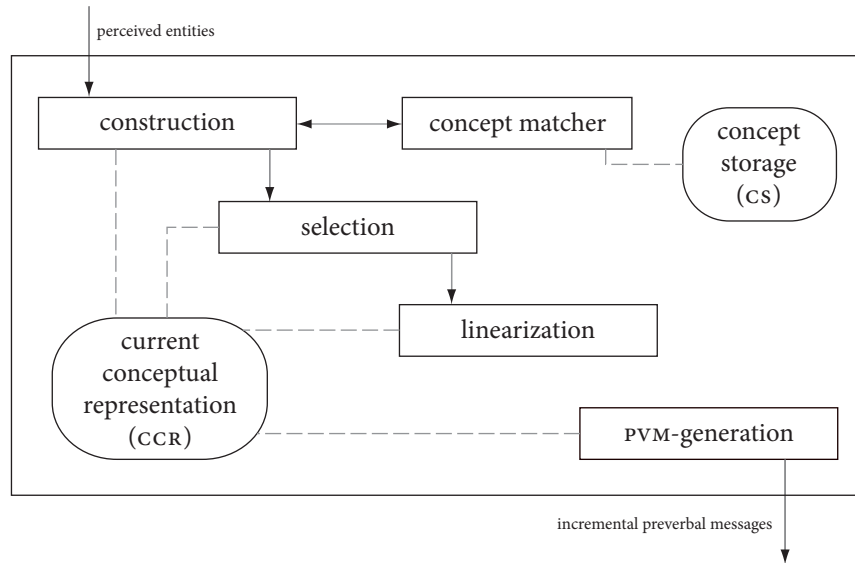 perceived entities
construction
concept matcher
concept
storage
(CS)
selection
linearization
current
conceptual
representation
(CCR)
PVM-generation
incremental preverbal messages